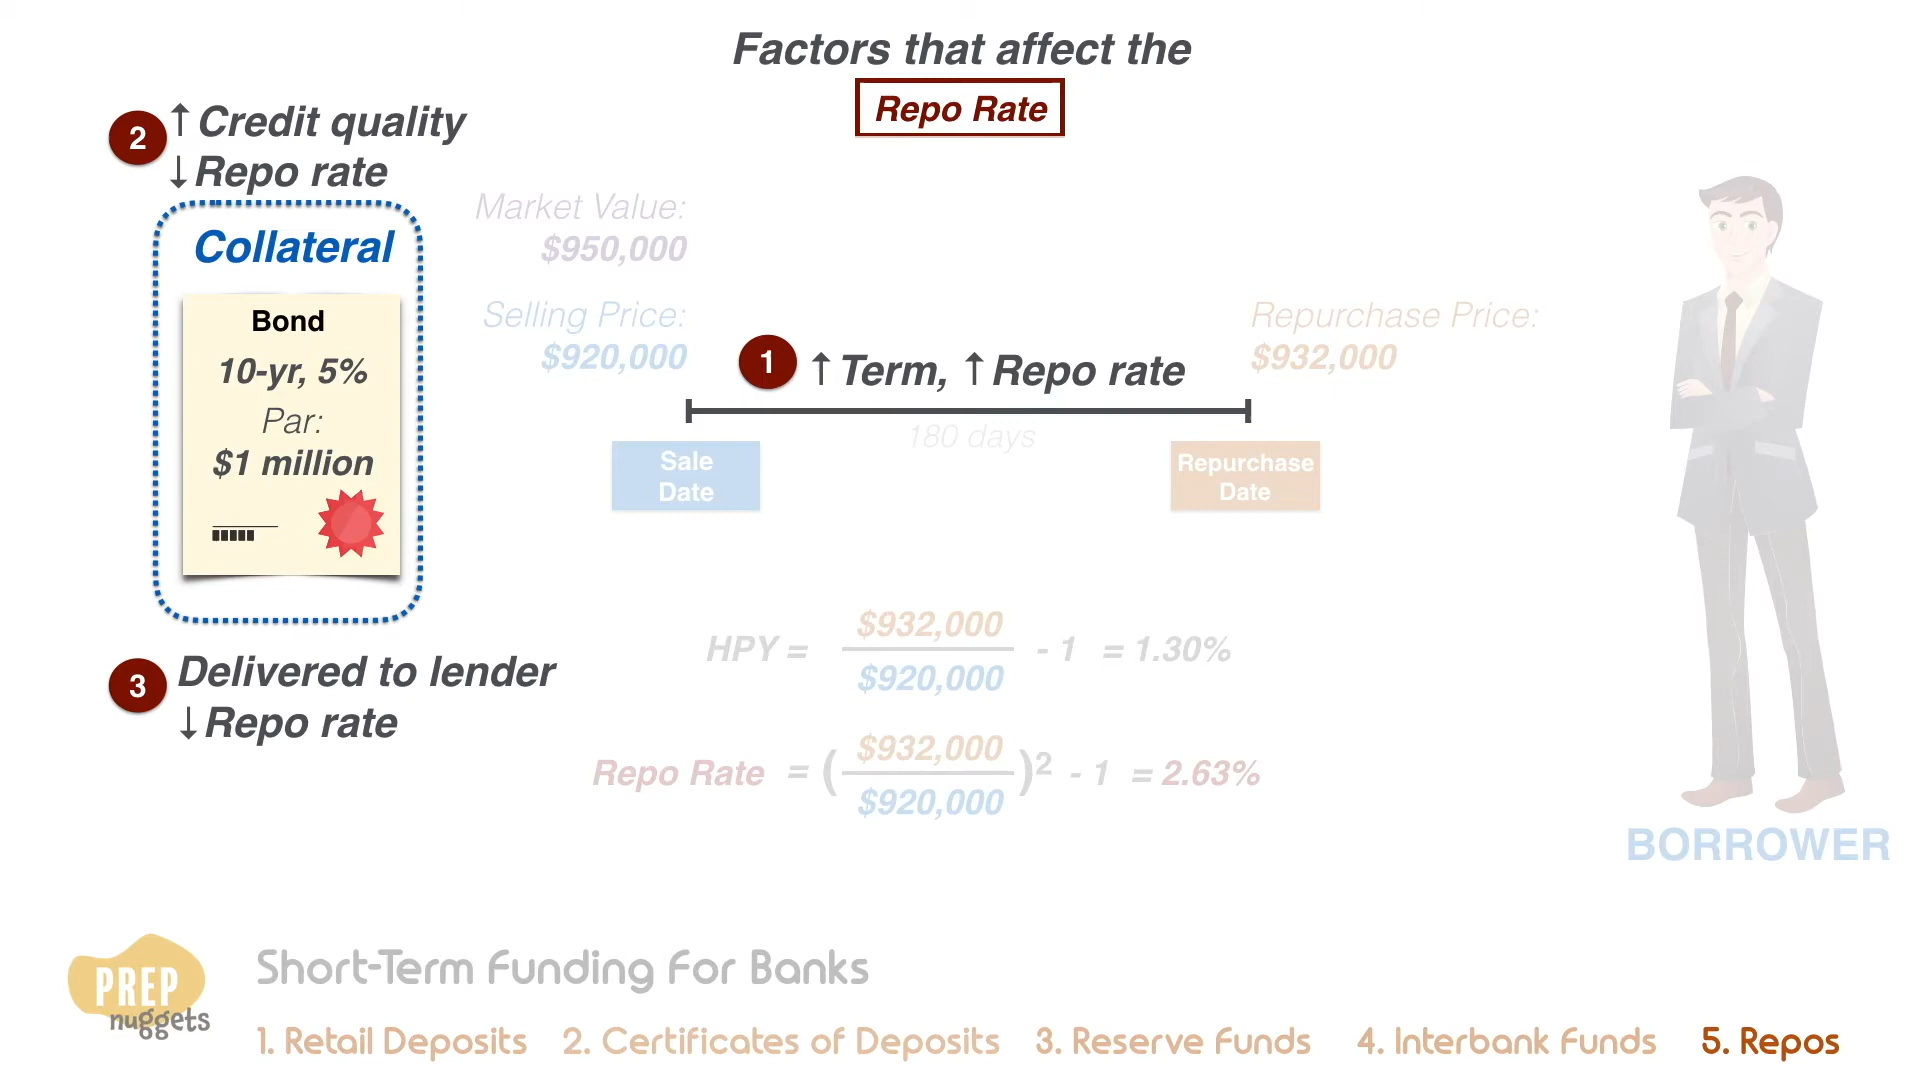 Factors that affect the
Repo Rate
2
↑ Credit quality
↓ Repo rate
Collateral
Bond
10-yr, 5%
Par:
$1 million
3
Delivered to lender
↓ Repo rate
Market Value:
$950,000
Selling Price:
$920,000
1
↑ Term, ↑ Repo rate
180 days
Sale
Date
Repurchase Price:
$932,000
Repurchase
Date
HPY = $932,000 / $920,000 - 1 = 1.30%
Repo Rate = ( $932,000 / $920,000 )² - 1 = 2.63%
BORROWER
PREP
nuggets
Short-Term Funding For Banks
1. Retail Deposits 2. Certificates of Deposits 3. Reserve Funds 4. Interbank Funds 5. Repos